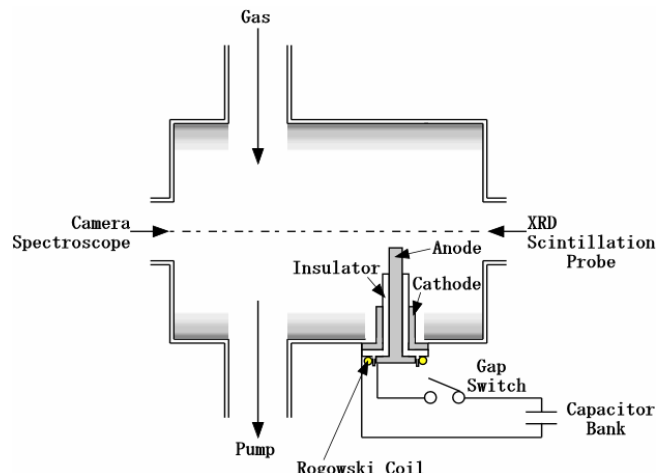 Gas
Camera
Spectroscope
XRD
Scintillation
Probe
Anode
Insulator
Cathode
Gap
Switch
Capacitor
Bank
Pump
Rogowski Coil